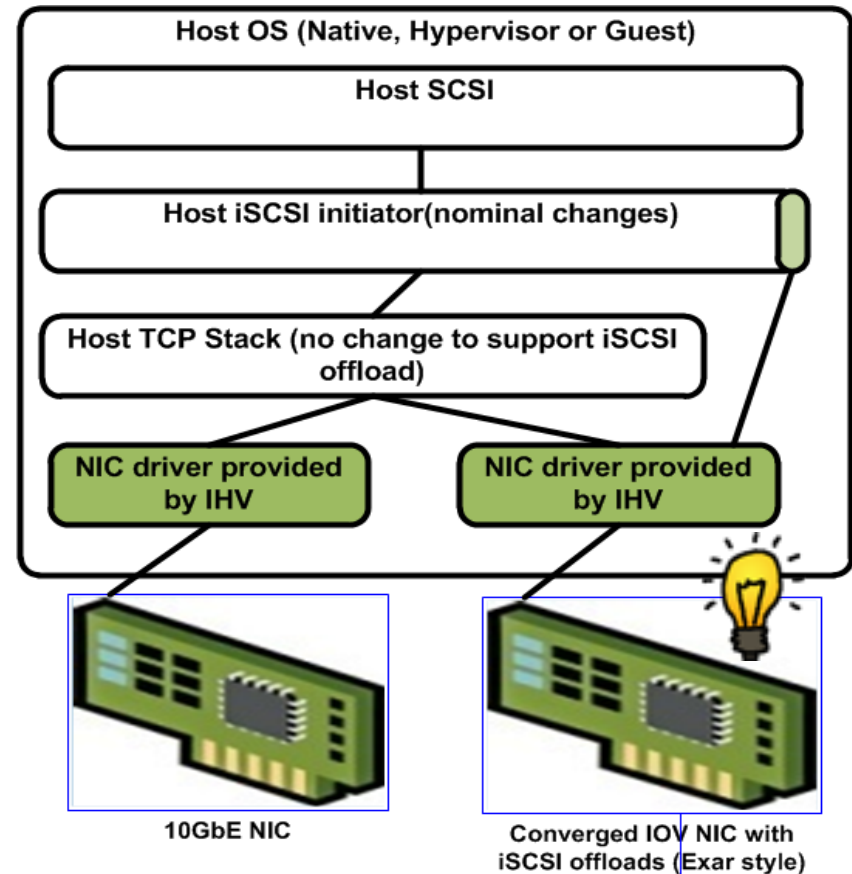 Host OS (Native, Hypervisor or Guest)
Host SCSI
Host iSCSI initiator(nominal changes)
Host TCP Stack (no change to support iSCSI
offload)
NIC driver provided
by IHV
NIC driver provided
by IHV
10GbE NIC
Converged IOV NIC with
iSCSI offloads (Exar style)